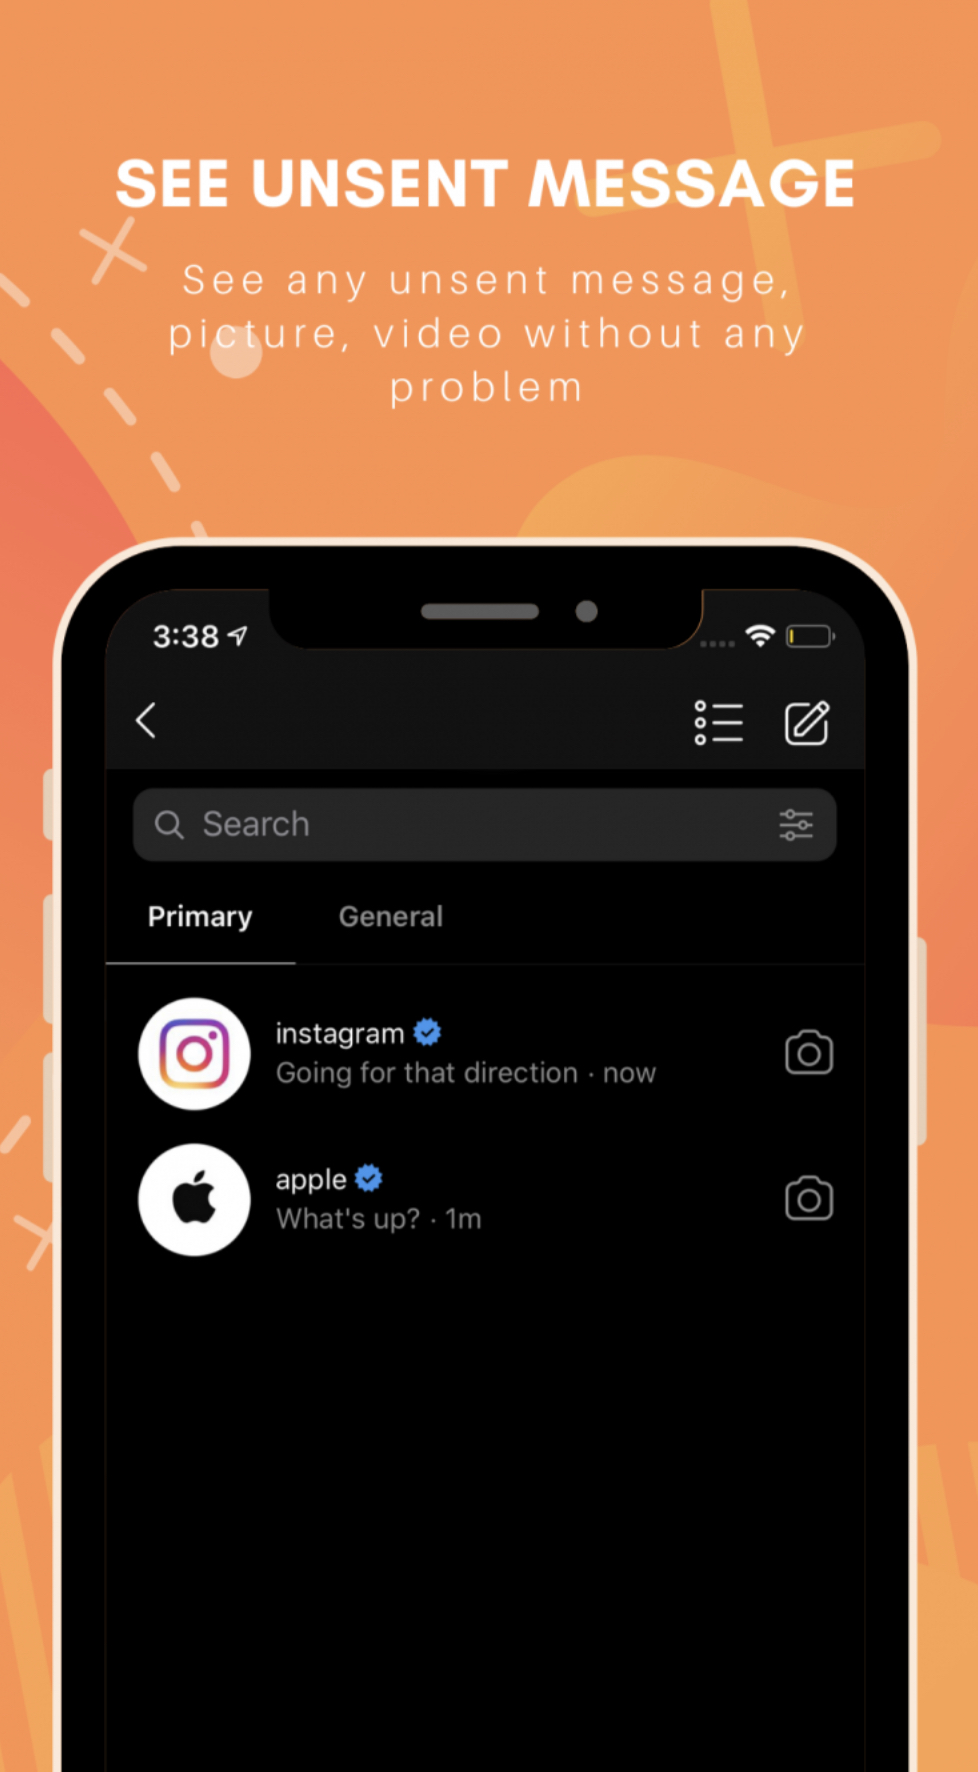 SEE UNSENT MESSAGE
See any unsent message,
picture, video without any
problem
3:38
Search
Primary General
instagram
Going for that direction · now
apple
What's up? · 1m